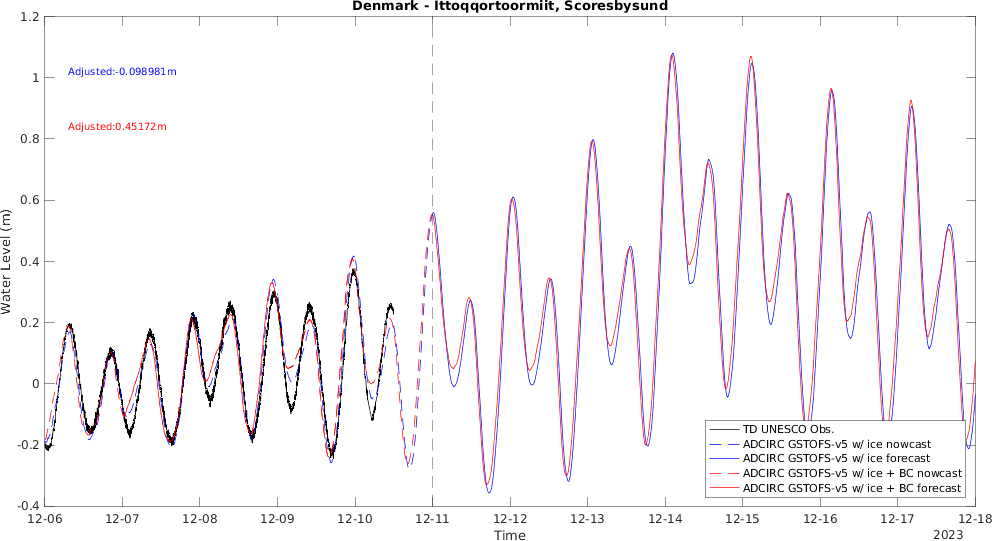 Denmark - Ittoqqortoormiit, Scoresbysund
1.2
1
0.8
0.6
0.4
0.2
0
-0.2
-0.4
Water Level (m)
Adjusted:-0.098981m
Adjusted:0.45172m
TD UNESCO Obs.
ADCIRC GSTOFS-v5 w/ ice nowcast
ADCIRC GSTOFS-v5 w/ ice forecast
ADCIRC GSTOFS-v5 w/ ice + BC nowcast
ADCIRC GSTOFS-v5 w/ ice + BC forecast
12-06 12-07 12-08 12-09 12-10 12-11 12-12 12-13 12-14 12-15 12-16 12-17 12-18
Time
2023